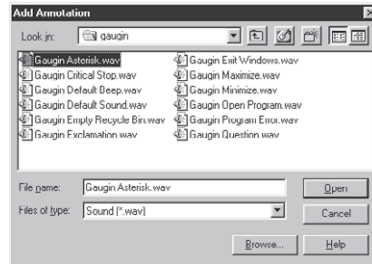 Add Annotation
Look in: gaugin
Gaugin Asterisk.wav
Gaugin Critical Stop.wav
Gaugin Default Beep.wav
Gaugin Default Sound.wav
Gaugin Empty Recycle Bin.wav
Gaugin Exclamation.wav
Gaugin Exit Windows.wav
Gaugin Maximize.wav
Gaugin Minimize.wav
Gaugin Open Program.wav
Gaugin Program Error.wav
Gaugin Question.wav
File name: Gaugin Asterisk.wav Open
Files of type: Sound (*.wav) Cancel
Browse... Help